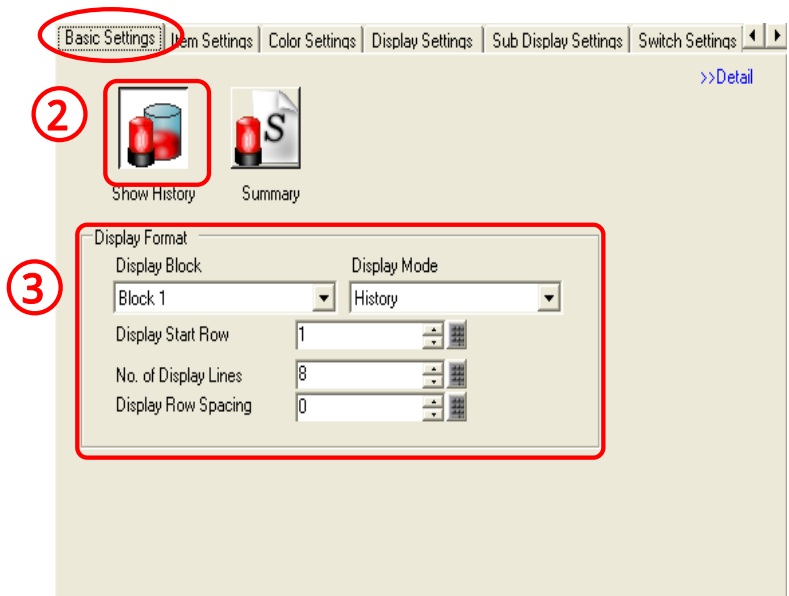 Basic Settings Item Settings Color Settings Display Settings Sub Display Settings Switch Settings
>>Detail
2
S
Show History Summary
Display Format
3
Display Block Display Mode
Block 1 History
Display Start Row 1
No. of Display Lines 8
Display Row Spacing 0